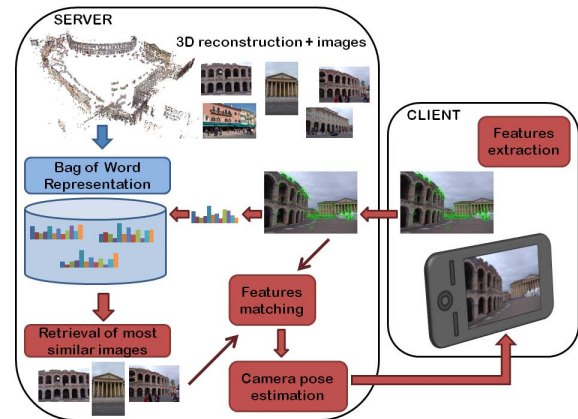 SERVER
3D reconstruction + images
CLIENT
Features
extraction
Bag of Word
Representation
Features
matching
Retrieval of most
similar images
Camera pose
estimation